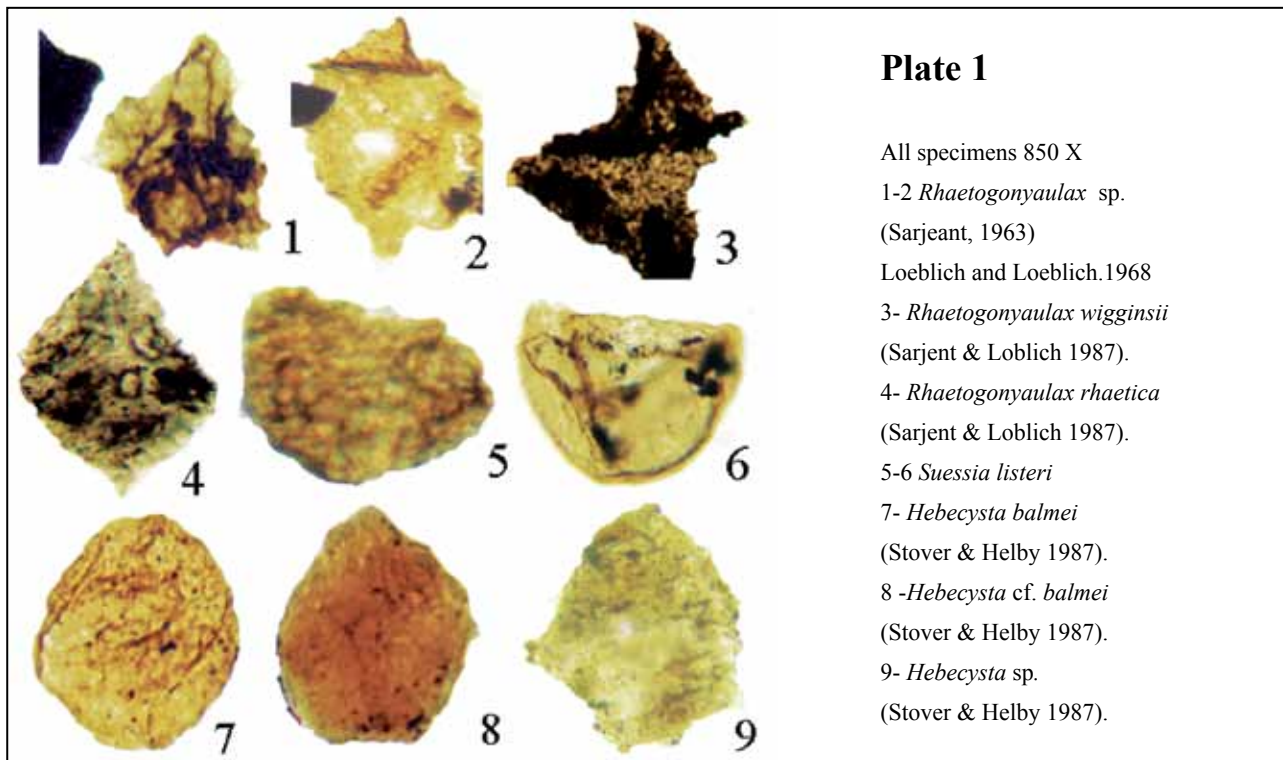 1
2
3
4
5
6
7
8
9
Plate 1
All specimens 850 X
1-2 Rhaetogonyaulax sp.
(Sarjeant, 1963)
Loeblich and Loeblich.1968
3- Rhaetogonyaulax wigginsii
(Sarjent & Loblich 1987).
4- Rhaetogonyaulax rhaetica
(Sarjent & Loblich 1987).
5-6 Suessia listeri
7- Hebecysta balmei
(Stover & Helby 1987).
8 -Hebecysta cf. balmei
(Stover & Helby 1987).
9- Hebecysta sp.
(Stover & Helby 1987).